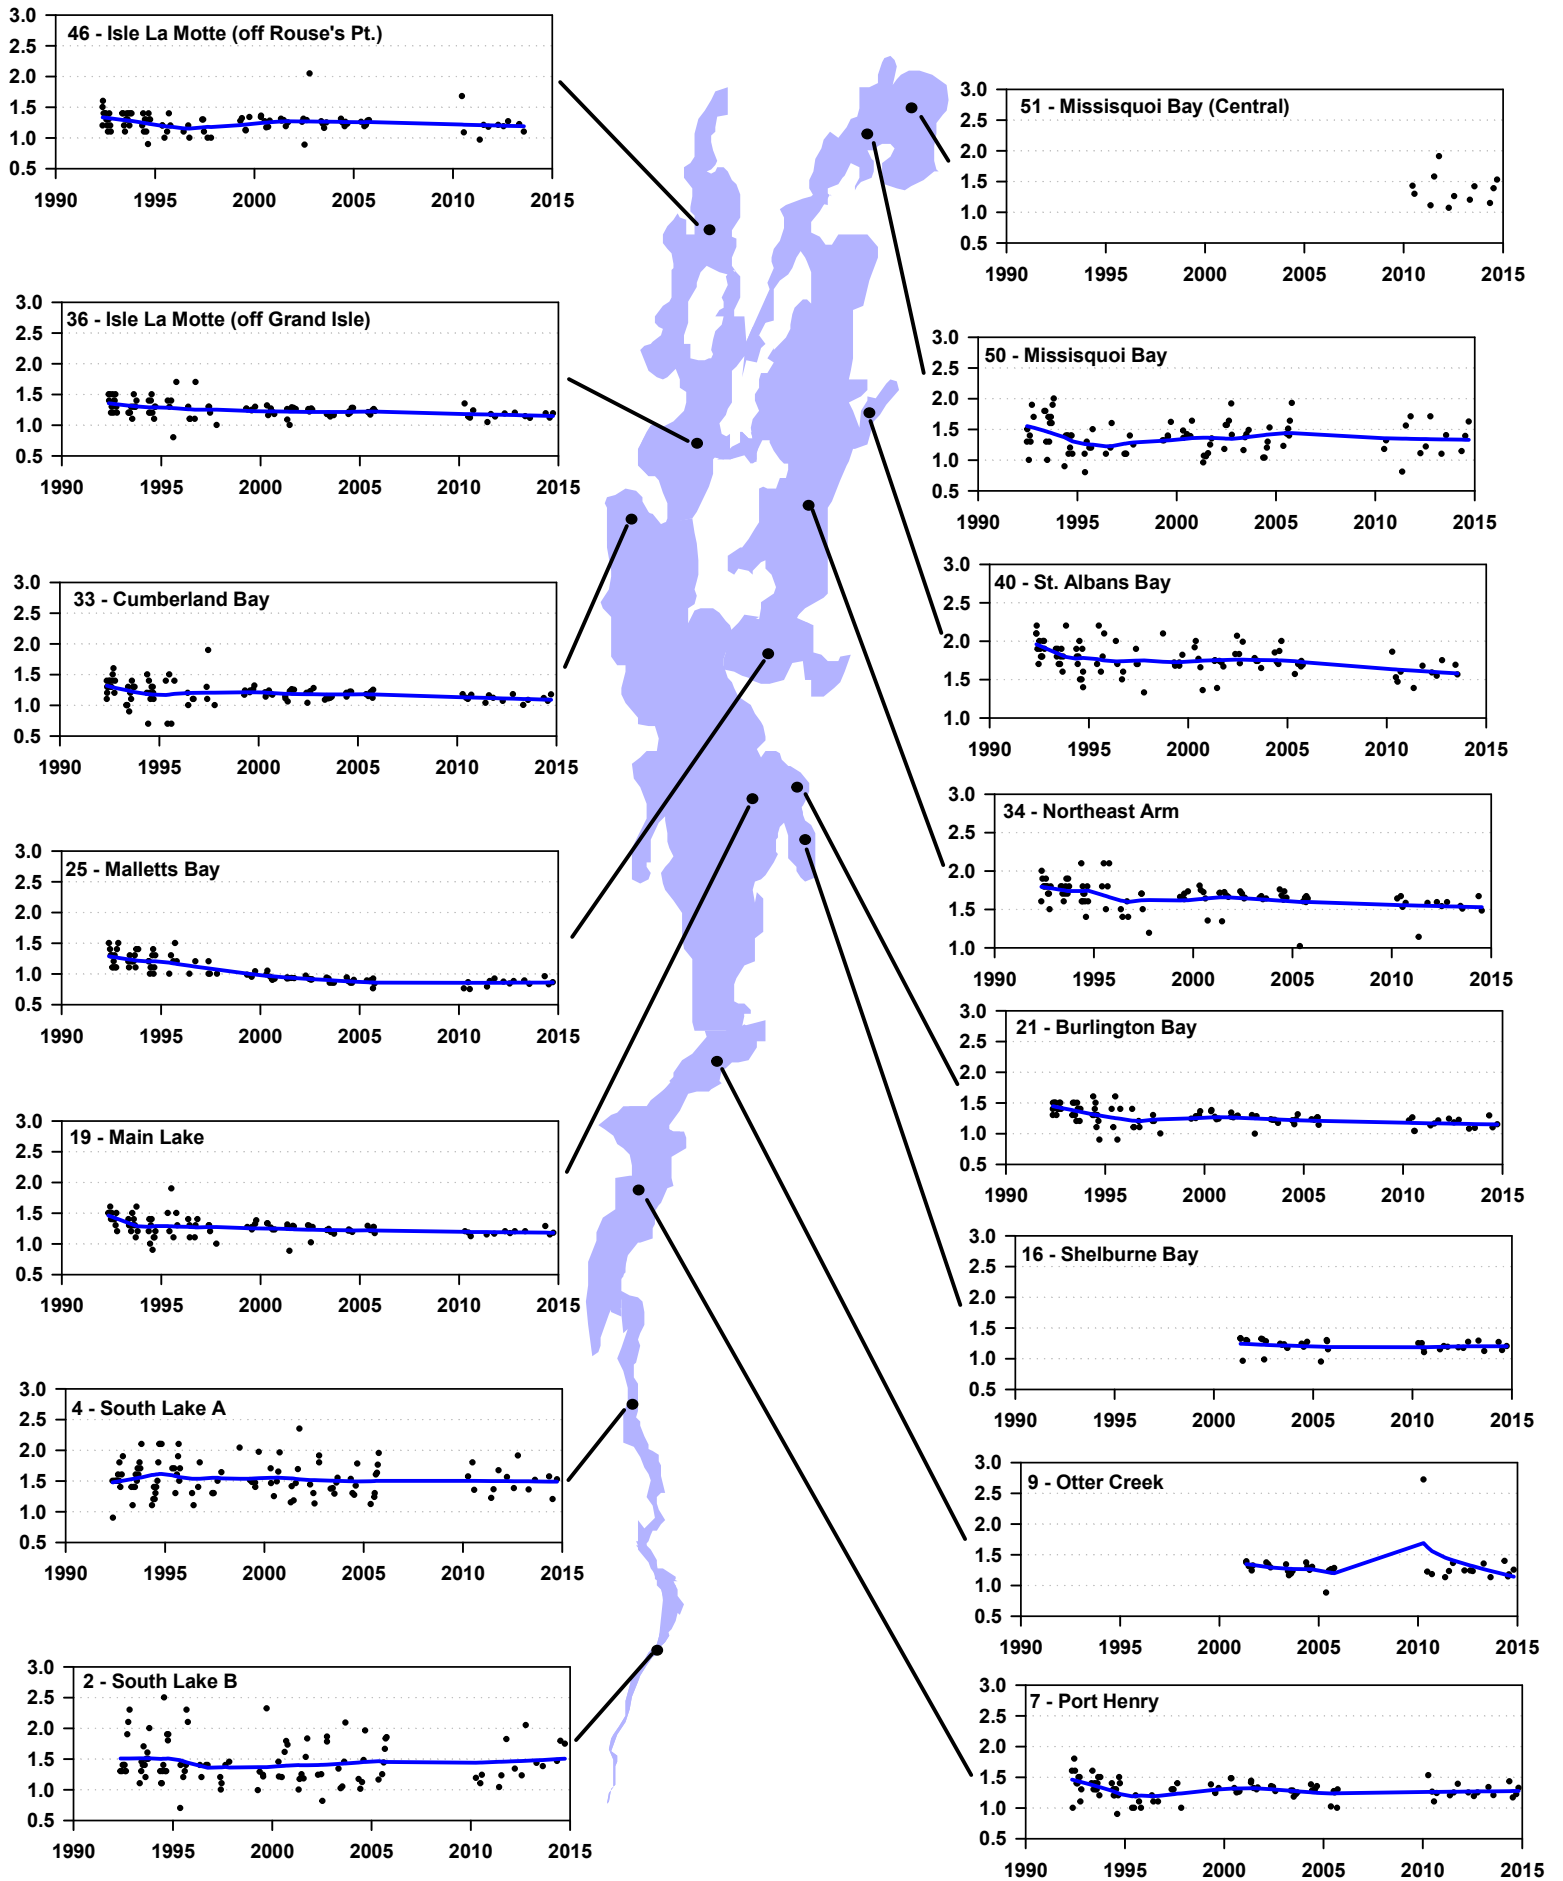 46 - Isle La Motte (off Rouse's Pt.)
3.0
2.5
2.0
1.5
1.0
0.5
1990 1995 2000 2005 2010 2015
36 - Isle La Motte (off Grand Isle)
3.0
2.5
2.0
1.5
1.0
0.5
1990 1995 2000 2005 2010 2015
33 - Cumberland Bay
3.0
2.5
2.0
1.5
1.0
0.5
1990 1995 2000 2005 2010 2015
25 - Malletts Bay
3.0
2.5
2.0
1.5
1.0
0.5
1990 1995 2000 2005 2010 2015
19 - Main Lake
3.0
2.5
2.0
1.5
1.0
0.5
1990 1995 2000 2005 2010 2015
4 - South Lake A
3.0
2.5
2.0
1.5
1.0
0.5
1990 1995 2000 2005 2010 2015
2 - South Lake B
3.0
2.5
2.0
1.5
1.0
0.5
1990 1995 2000 2005 2010 2015
51 - Missisquoi Bay (Central)
3.0
2.5
2.0
1.5
1.0
0.5
1990 1995 2000 2005 2010 2015
50 - Missisquoi Bay
3.0
2.5
2.0
1.5
1.0
0.5
1990 1995 2000 2005 2010 2015
40 - St. Albans Bay
3.0
2.5
2.0
1.5
1.0
1990 1995 2000 2005 2010 2015
34 - Northeast Arm
3.0
2.5
2.0
1.5
1.0
1990 1995 2000 2005 2010 2015
21 - Burlington Bay
3.0
2.5
2.0
1.5
1.0
0.5
1990 1995 2000 2005 2010 2015
16 - Shelburne Bay
3.0
2.5
2.0
1.5
1.0
0.5
1990 1995 2000 2005 2010 2015
9 - Otter Creek
3.0
2.5
2.0
1.5
1.0
0.5
1990 1995 2000 2005 2010 2015
7 - Port Henry
3.0
2.5
2.0
1.5
1.0
0.5
1990 1995 2000 2005 2010 2015